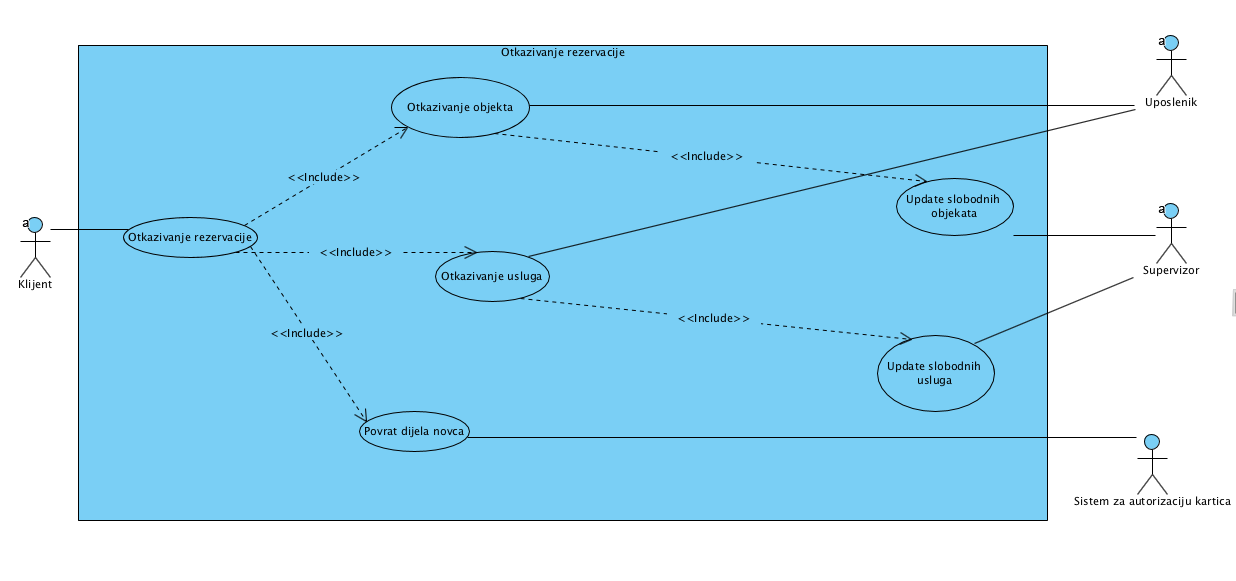 Otkazivanje rezervacije
a
Uposlenik
Otkazivanje objekta
<<Include>>
<<Include>>
Update slobodnih
objekata
a
Klijent
Otkazivanje rezervacije
<<Include>>
Otkazivanje usluga
a
Supervizor
<<Include>>
<<Include>>
Update slobodnih
usluga
Povrat dijela novca
Sistem za autorizaciju kartica